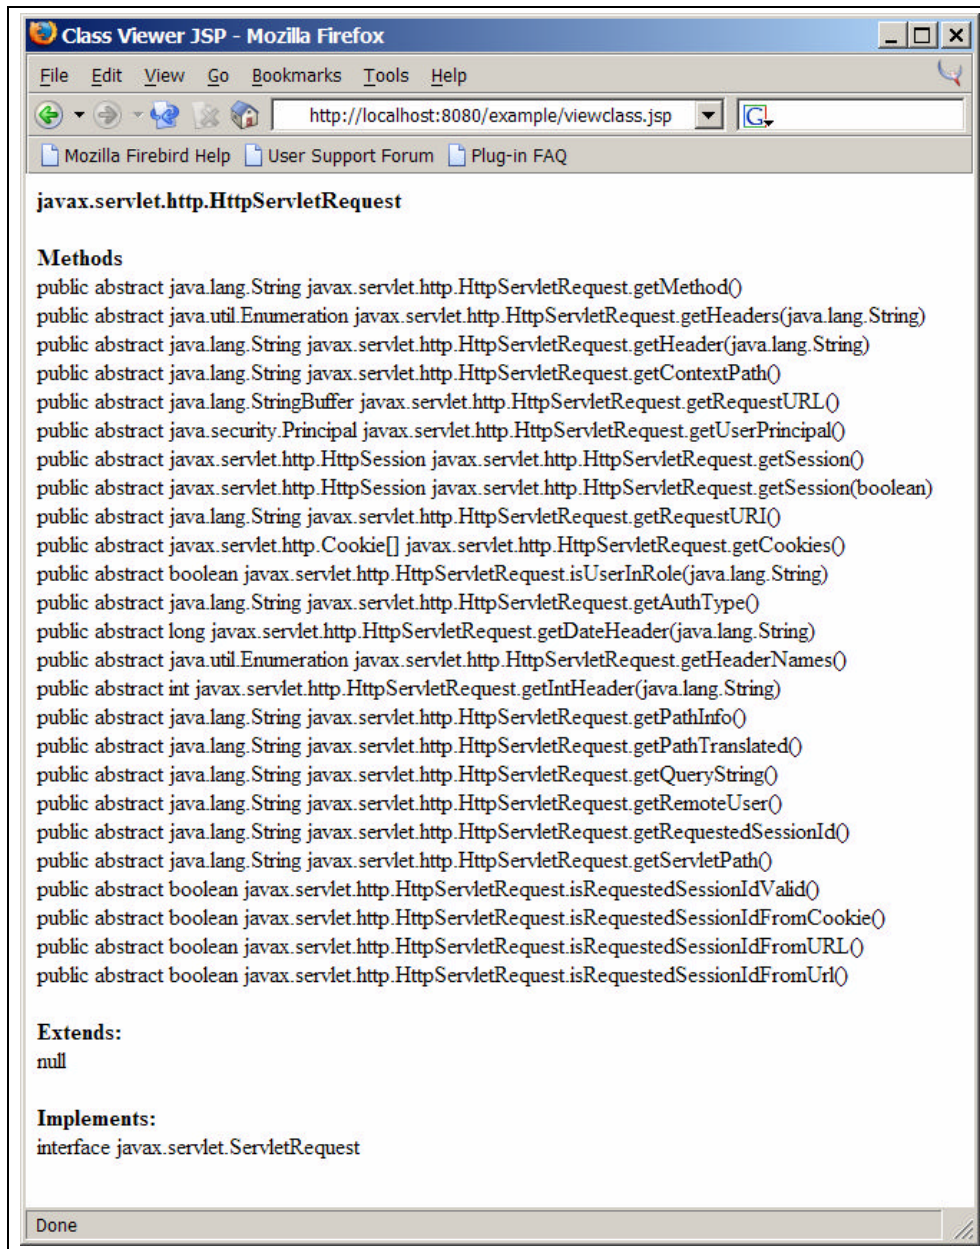 Class Viewer JSP - Mozilla Firefox
File Edit View Go Bookmarks Tools Help
http://localhost:8080/example/viewclass.jsp G
Mozilla Firebird Help User Support Forum Plug-in FAQ
javax.servlet.http.HttpServletRequest
Methods
public abstract java.lang.String javax.servlet.http.HttpServletRequest.getMethod()
public abstract java.util.Enumeration javax.servlet.http.HttpServletRequest.getHeaders(java.lang.String)
public abstract java.lang.String javax.servlet.http.HttpServletRequest.getHeader(java.lang.String)
public abstract java.lang.String javax.servlet.http.HttpServletRequest.getContextPath()
public abstract java.lang.StringBuffer javax.servlet.http.HttpServletRequest.getRequestURL()
public abstract java.security.Principal javax.servlet.http.HttpServletRequest.getUserPrincipal()
public abstract javax.servlet.http.HttpSession javax.servlet.http.HttpServletRequest.getSession()
public abstract javax.servlet.http.HttpSession javax.servlet.http.HttpServletRequest.getSession(boolean)
public abstract java.lang.String javax.servlet.http.HttpServletRequest.getRequestURI()
public abstract javax.servlet.http.Cookie[] javax.servlet.http.HttpServletRequest.getCookies()
public abstract boolean javax.servlet.http.HttpServletRequest.isUserInRole(java.lang.String)
public abstract java.lang.String javax.servlet.http.HttpServletRequest.getAuthType()
public abstract long javax.servlet.http.HttpServletRequest.getDateHeader(java.lang.String)
public abstract java.util.Enumeration javax.servlet.http.HttpServletRequest.getHeaderNames()
public abstract int javax.servlet.http.HttpServletRequest.getIntHeader(java.lang.String)
public abstract java.lang.String javax.servlet.http.HttpServletRequest.getPathInfo()
public abstract java.lang.String javax.servlet.http.HttpServletRequest.getPathTranslated()
public abstract java.lang.String javax.servlet.http.HttpServletRequest.getQueryString()
public abstract java.lang.String javax.servlet.http.HttpServletRequest.getRemoteUser()
public abstract java.lang.String javax.servlet.http.HttpServletRequest.getRequestedSessionId()
public abstract java.lang.String javax.servlet.http.HttpServletRequest.getServletPath()
public abstract boolean javax.servlet.http.HttpServletRequest.isRequestedSessionIdValid()
public abstract boolean javax.servlet.http.HttpServletRequest.isRequestedSessionIdFromCookie()
public abstract boolean javax.servlet.http.HttpServletRequest.isRequestedSessionIdFromURL()
public abstract boolean javax.servlet.http.HttpServletRequest.isRequestedSessionIdFromUrl()
Extends:
null
Implements:
interface javax.servlet.ServletRequest
Done